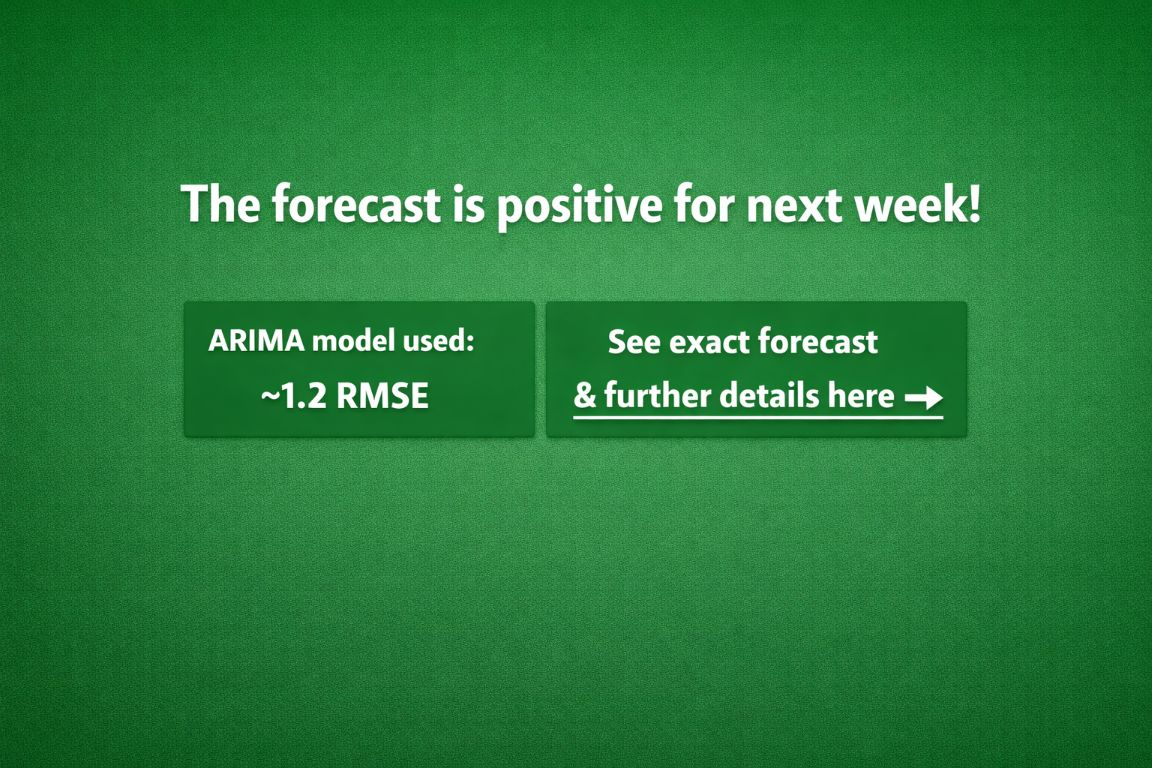 The forecast is positive for next week!
ARIMA model used:
~1.2 RMSE
See exact forecast
& further details here →